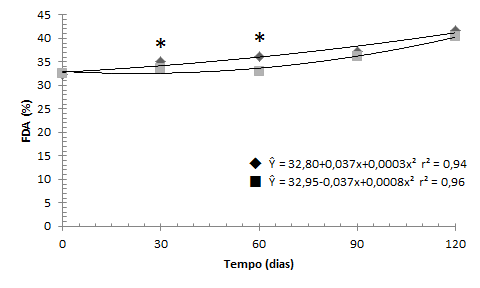 45
40
35
30
25
20
15
10
5
0
FDA (%)
* *
Ŷ = 32,80+0,037x+0,0003x² r² = 0,94
Ŷ = 32,95-0,037x+0,0008x² r² = 0,96
0 30 60 90 120
Tempo (dias)